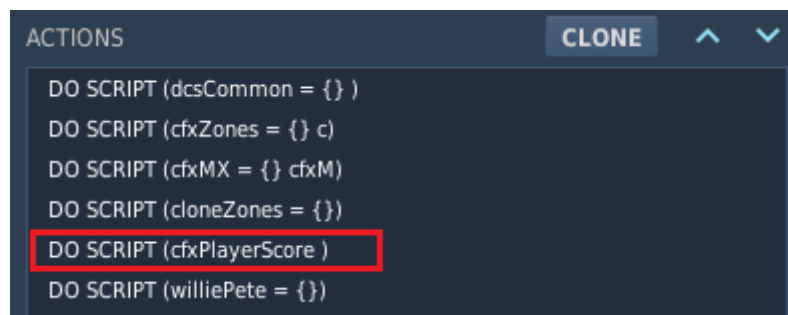 ACTIONS CLONE
DO SCRIPT (dcsCommon = {} )
DO SCRIPT (cfxZones = {} c)
DO SCRIPT (cfxMX = {} cfxM)
DO SCRIPT (cloneZones = {})
DO SCRIPT (cfxPlayerScore )
DO SCRIPT (williePete = {})